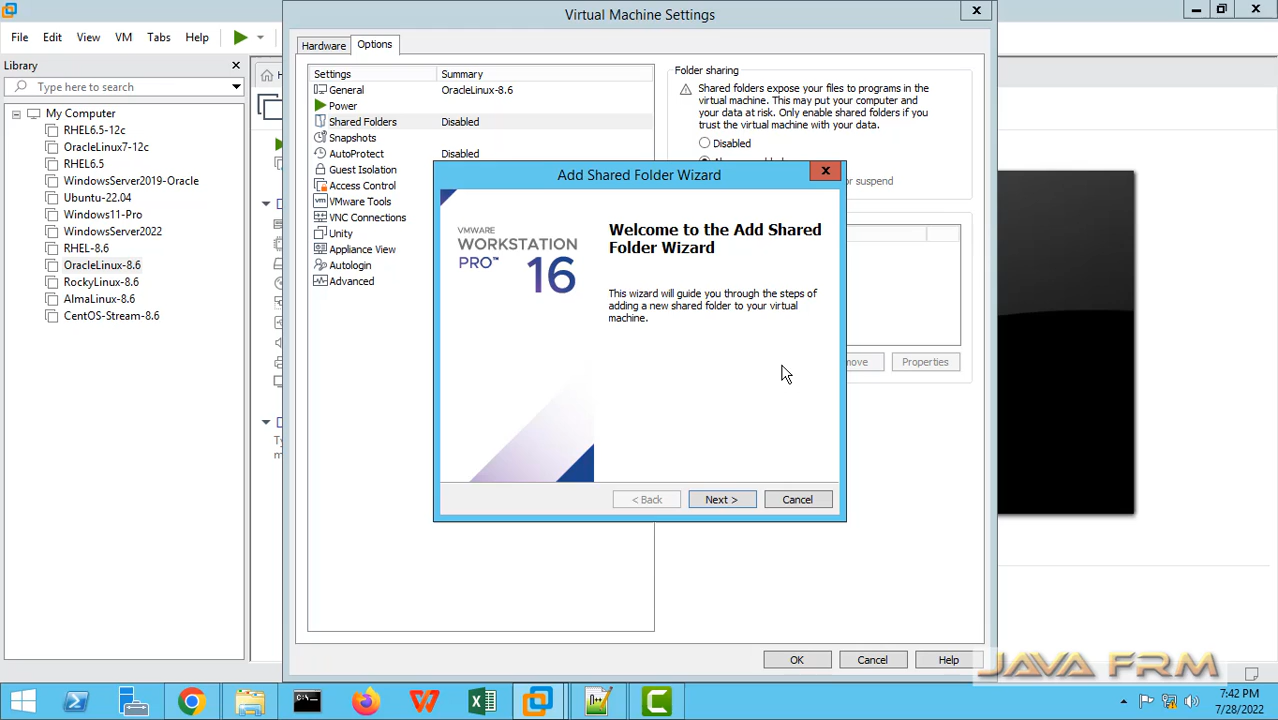 Virtual Machine Settings
File Edit View VM Tabs Help
Hardware Options
Library
Type here to search
My Computer
RHEL6.5-12c
OracleLinux7-12c
RHEL6.5
WindowsServer2019-Oracle
Ubuntu-22.04
Windows11-Pro
WindowsServer2022
RHEL-8.6
OracleLinux-8.6
RockyLinux-8.6
AlmaLinux-8.6
CentOS-Stream-8.6
Settings Summary
General OracleLinux-8.6
Power
Shared Folders Disabled
Snapshots
AutoProtect Disabled
Guest Isolation
Access Control
VMware Tools
VNC Connections
Unity
Appliance View
Autologin
Advanced
Folder sharing
Shared folders expose your files to programs in the
virtual machine. This may put your computer and
your data at risk. Only enable shared folders if you
trust the virtual machine with your data.
Disabled
or suspend
Properties
Add Shared Folder Wizard
VMWARE
WORKSTATION
PRO™ 16
Welcome to the Add Shared
Folder Wizard
This wizard will guide you through the steps of
adding a new shared folder to your virtual
machine.
< Back Next > Cancel
OK Cancel Help
JAVA FRM
7:42 PM
7/28/2022